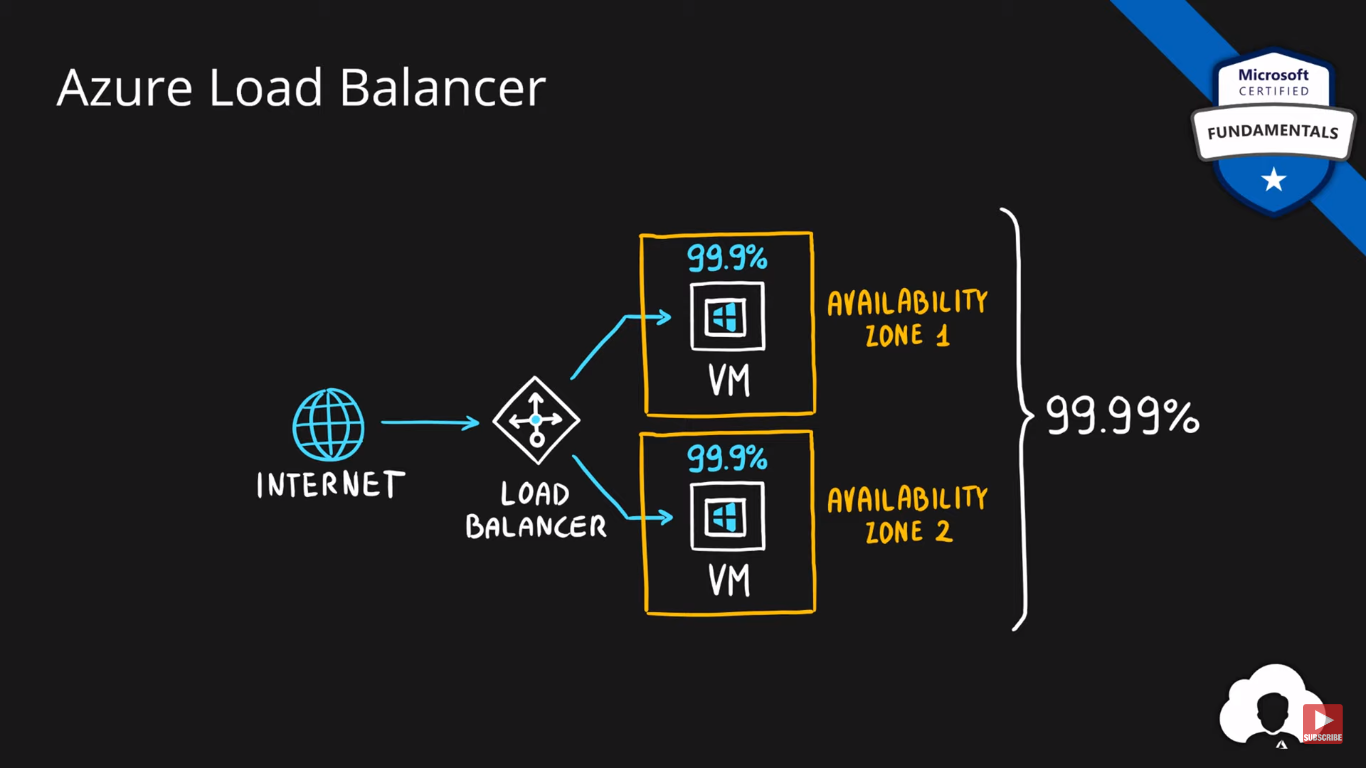 Azure Load Balancer
Microsoft
CERTIFIED
FUNDAMENTALS
99.9%
VM
AVAILABILITY
ZONE 1
INTERNET
LOAD
BALANCER
99.9%
VM
AVAILABILITY
ZONE 2
99.99%
SUBSCRIBE